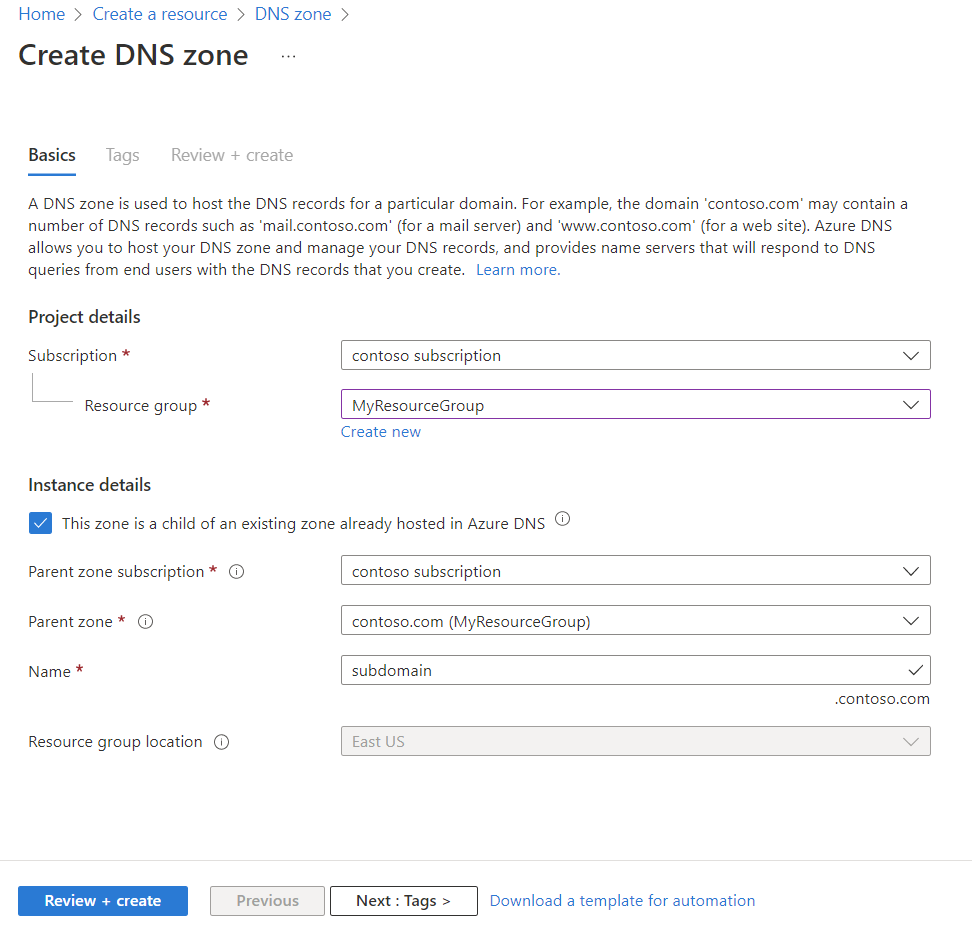 Home > Create a resource > DNS zone >
Create DNS zone ...
Basics Tags Review + create
A DNS zone is used to host the DNS records for a particular domain. For example, the domain 'contoso.com' may contain a
number of DNS records such as 'mail.contoso.com' (for a mail server) and 'www.contoso.com' (for a web site). Azure DNS
allows you to host your DNS zone and manage your DNS records, and provides name servers that will respond to DNS
queries from end users with the DNS records that you create. Learn more.
Project details
Subscription * contoso subscription
Resource group * MyResourceGroup
Create new
Instance details
This zone is a child of an existing zone already hosted in Azure DNS
Parent zone subscription * contoso subscription
Parent zone * contoso.com (MyResourceGroup)
Name * subdomain
.contoso.com
Resource group location East US
Review + create Previous Next : Tags > Download a template for automation